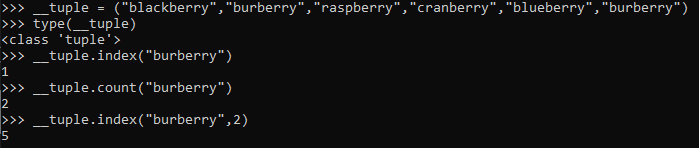 >>> __tuple = ("blackberry","burberry","raspberry","cranberry","blueberry","burberry")
>>> type(__tuple)
<class 'tuple'>
>>> __tuple.index("burberry")
1
>>> __tuple.count("burberry")
2
>>> __tuple.index("burberry",2)
5